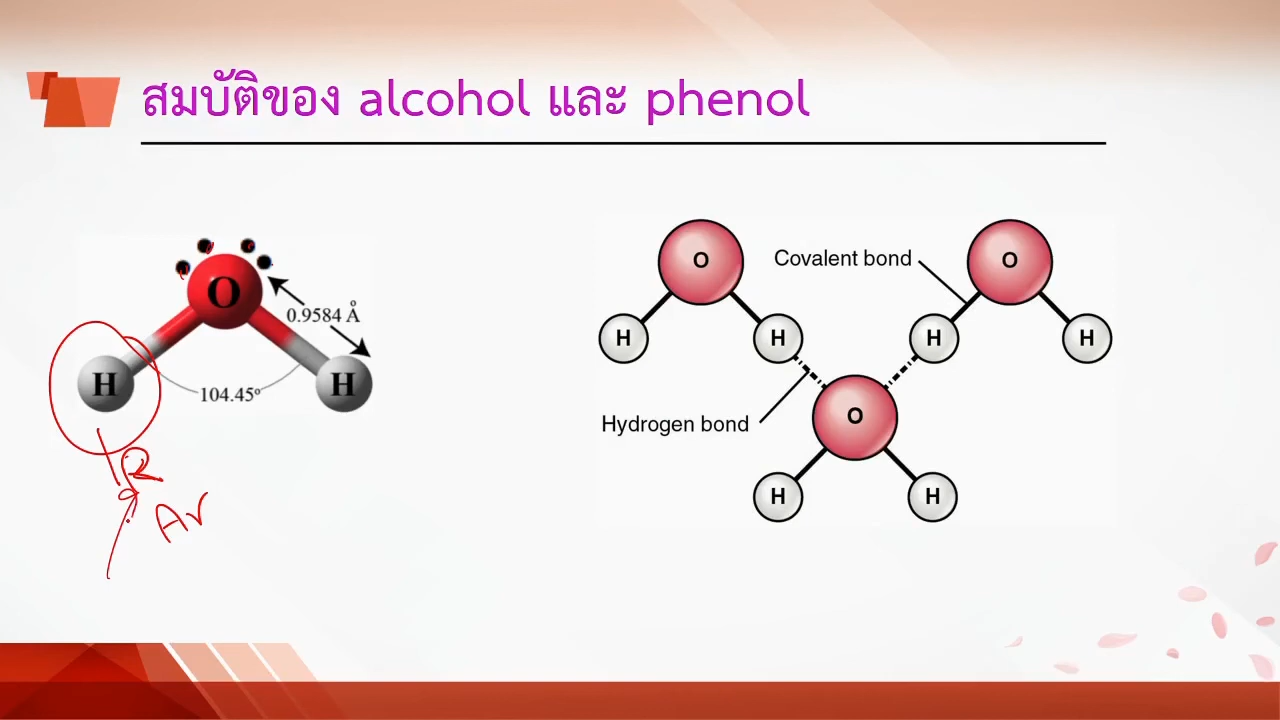 สมบัติของ alcohol และ phenol
O
0.9584 Å
H
104.45º
H
R
Ar
O
Covalent bond
O
H
H
H
H
Hydrogen bond
O
H
H